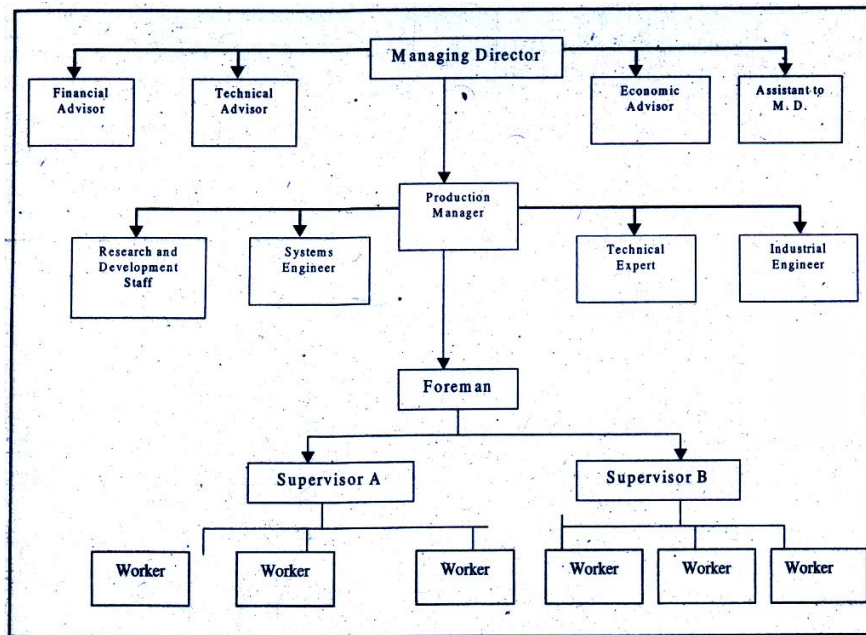 Managing Director
Financial
Advisor
Technical
Advisor
Economic
Advisor
Assistant to
M. D.
Production
Manager
Research and
Development
Staff
Systems
Engineer
Technical
Expert
Industrial
Engineer
Foreman
Supervisor A
Supervisor B
Worker
Worker
Worker
Worker
Worker
Worker